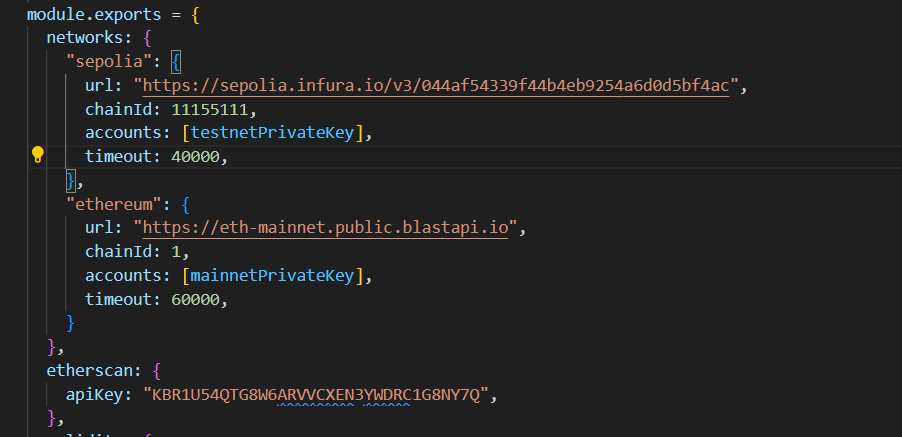 module.exports = {
networks: {
"sepolia": {
url: "https://sepolia.infura.io/v3/044af54339f44b4eb9254a6d0d5bf4ac",
chainId: 11155111,
accounts: [testnetPrivateKey],
timeout: 40000,
},
"ethereum": {
url: "https://eth-mainnet.public.blastapi.io",
chainId: 1,
accounts: [mainnetPrivateKey],
timeout: 60000,
}
},
etherscan: {
apiKey: "KBR1U54QTG8W6ARVVCXEN3YWDRC1G8NY7Q",
},